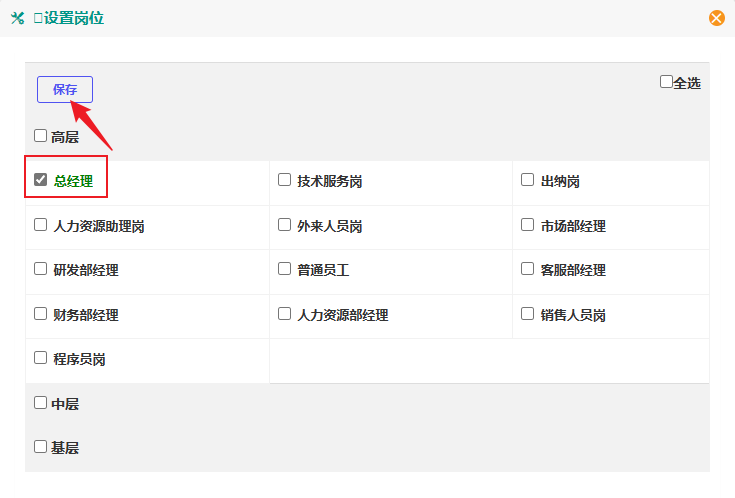 设置岗位
保存
全选
高层
总经理 技术服务岗 出纳岗
人力资源助理岗 外来人员岗 市场部经理
研发部经理 普通员工 客服部经理
财务部经理 人力资源部经理 销售人员岗
程序员岗
中层
基层